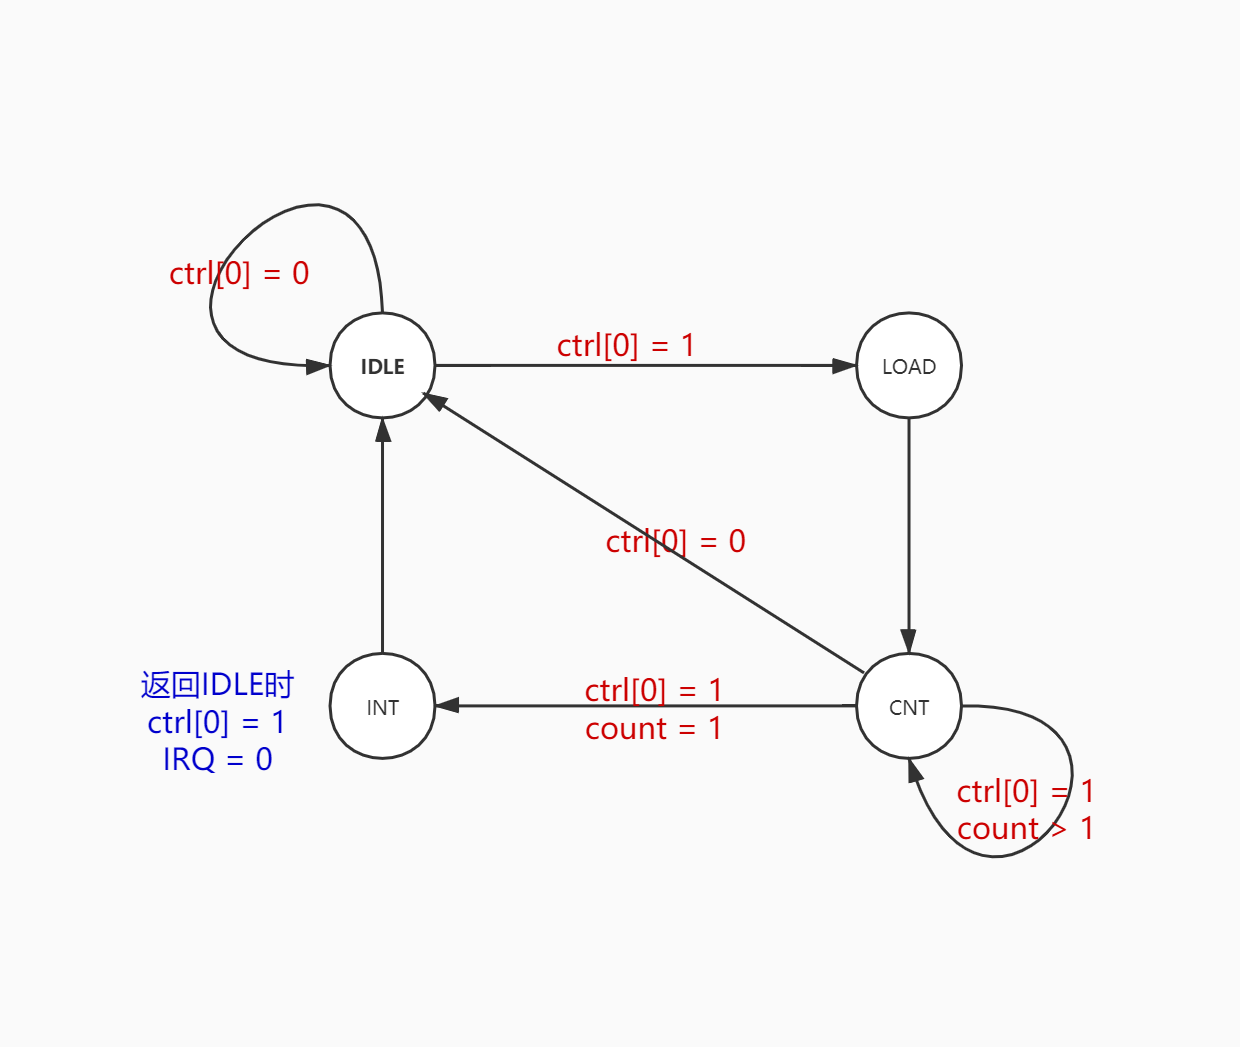 ctrl[0] = 0
IDLE
ctrl[0] = 1
LOAD
ctrl[0] = 0
返回IDLE时
ctrl[0] = 1
IRQ = 0
INT
ctrl[0] = 1
count = 1
CNT
ctrl[0] = 1
count > 1